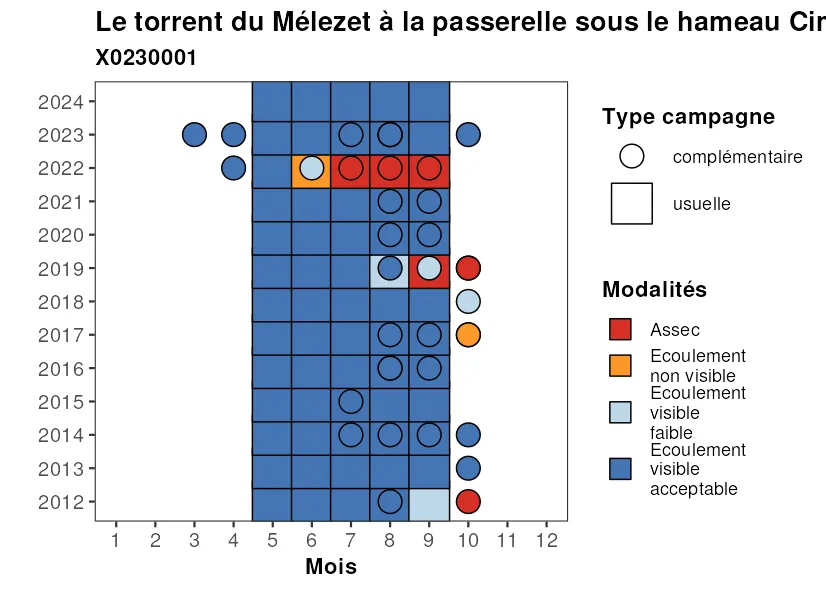 Le torrent du Mélezet à la passerelle sous le hameau Cir
X0230001
2024
2023
2022
2021
2020
2019
2018
2017
2016
2015
2014
2013
2012
1 2 3 4 5 6 7 8 9 10 11 12
Mois
Type campagne
complémentaire
usuelle
Modalités
Assec
Ecoulement
non visible
Ecoulement
visible
faible
Ecoulement
visible
acceptable